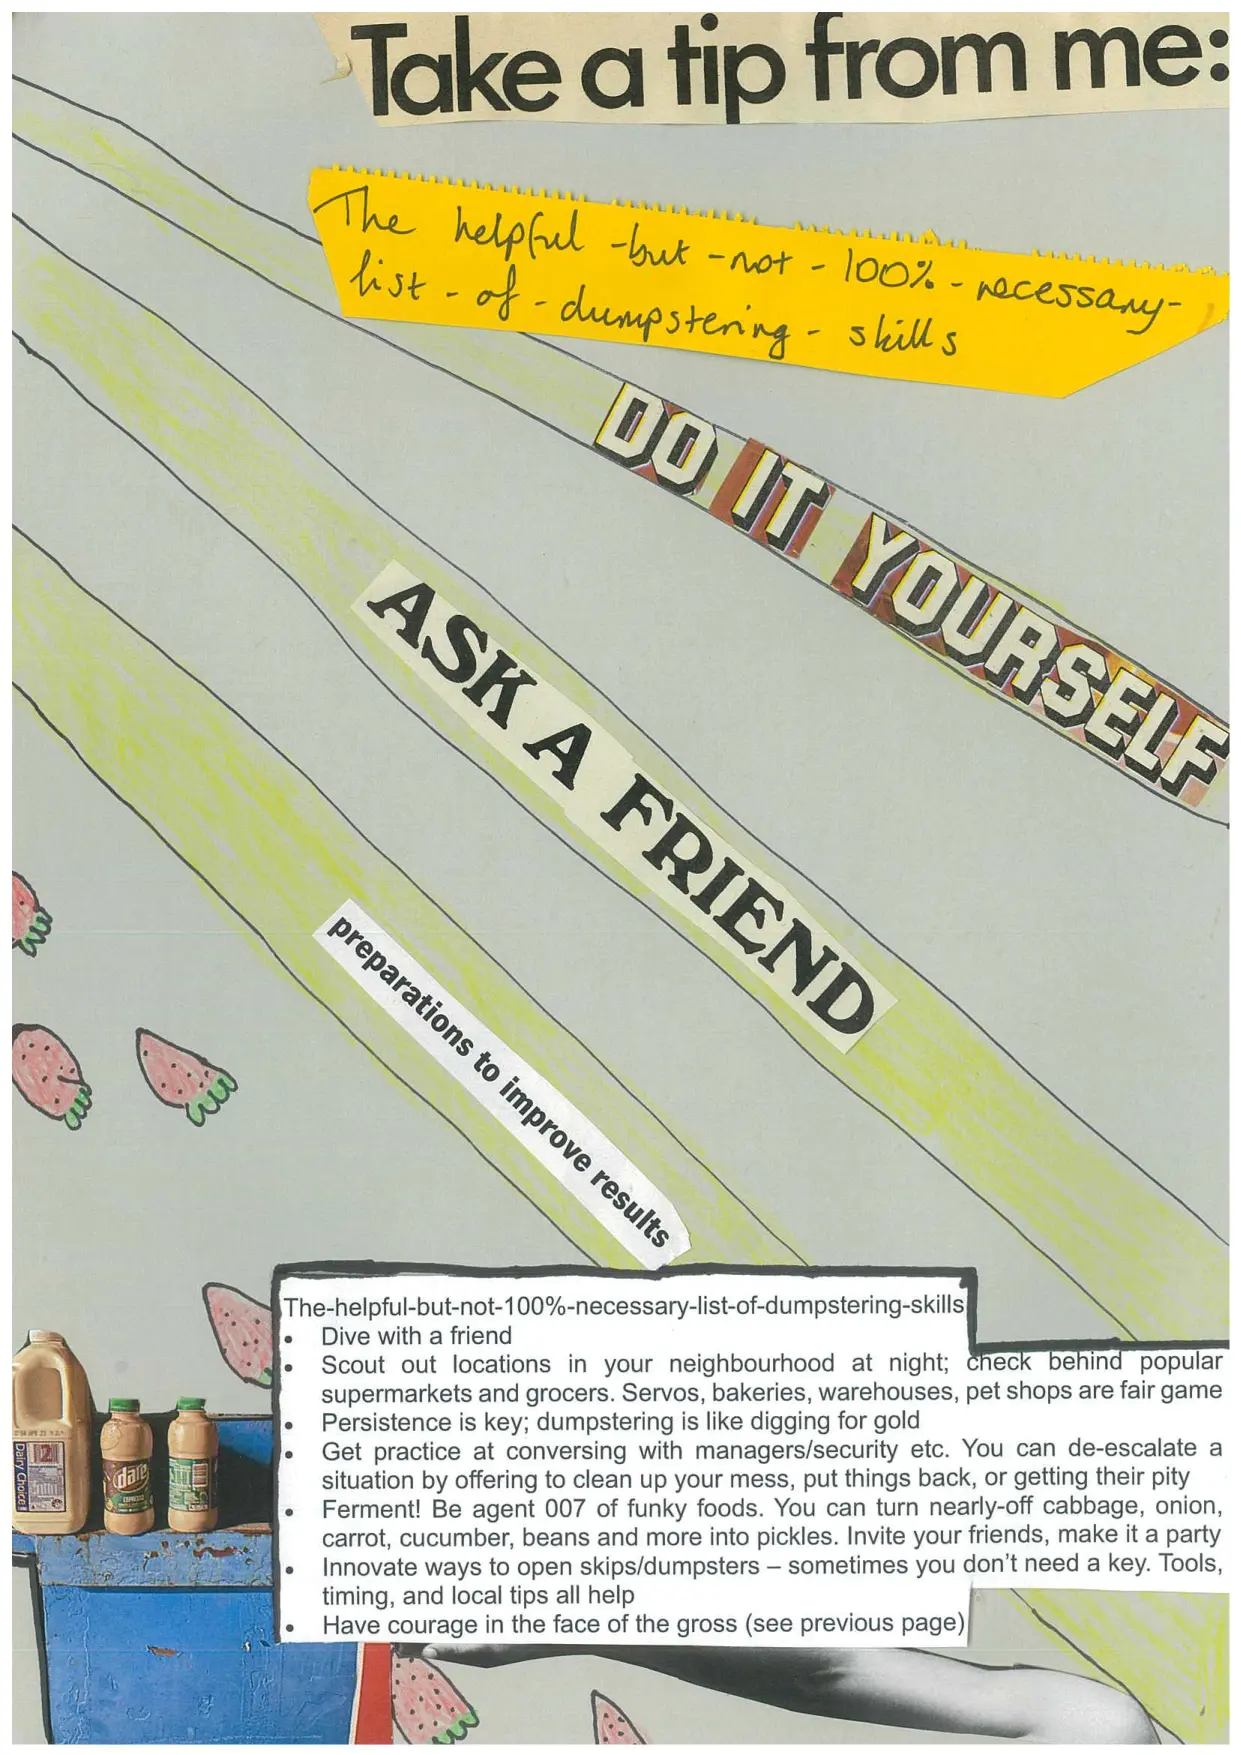 Take a tip from me:
The helpful-but-not-100%-necessary-
list-of-dumpstering-skills
DO IT YOURSELF
ASK A FRIEND
preparations to improve results
The-helpful-but-not-100%-necessary-list-of-dumpstering-skills
• Dive with a friend
• Scout out locations in your neighbourhood at night; check behind popular
supermarkets and grocers. Servos, bakeries, warehouses, pet shops are fair game
• Persistence is key; dumpstering is like digging for gold
• Get practice at conversing with managers/security etc. You can de-escalate a
situation by offering to clean up your mess, put things back, or getting their pity
• Ferment! Be agent 007 of funky foods. You can turn nearly-off cabbage, onion,
carrot, cucumber, beans and more into pickles. Invite your friends, make it a party
• Innovate ways to open skips/dumpsters – sometimes you don't need a key. Tools,
timing, and local tips all help
• Have courage in the face of the gross (see previous page)
Dairy Choice
dare
ESPRESSO